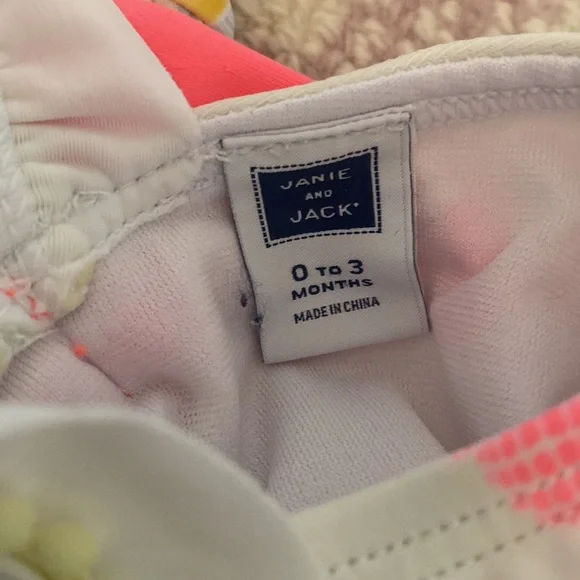 JANIE
AND
JACK
0 TO 3
MONTHS
MADE IN CHINA